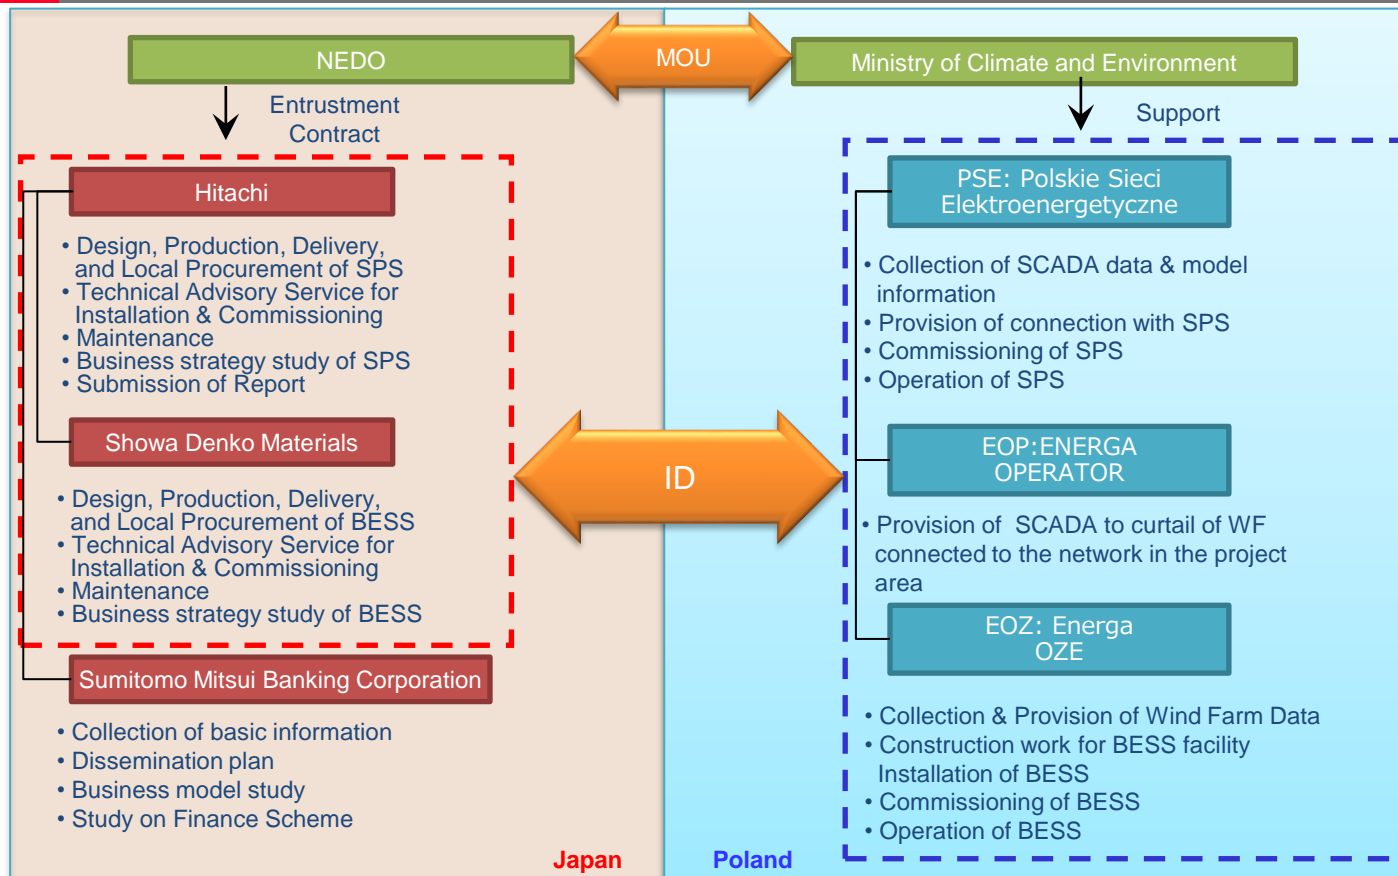 NEDO
MOU
Ministry of Climate and Environment
Entrustment
Contract
Support
Hitachi
• Design, Production, Delivery,
and Local Procurement of SPS
• Technical Advisory Service for
Installation & Commissioning
• Maintenance
• Business strategy study of SPS
• Submission of Report
Showa Denko Materials
• Design, Production, Delivery,
and Local Procurement of BESS
• Technical Advisory Service for
Installation & Commissioning
• Maintenance
• Business strategy study of BESS
Sumitomo Mitsui Banking Corporation
• Collection of basic information
• Dissemination plan
• Business model study
• Study on Finance Scheme
Japan
ID
PSE: Polskie Sieci
Elektroenergetyczne
• Collection of SCADA data & model
information
• Provision of connection with SPS
• Commissioning of SPS
• Operation of SPS
EOP:ENERGA
OPERATOR
• Provision of SCADA to curtail of WF
connected to the network in the project
area
EOZ: Energa
OZE
• Collection & Provision of Wind Farm Data
• Construction work for BESS facility
Installation of BESS
• Commissioning of BESS
• Operation of BESS
Poland